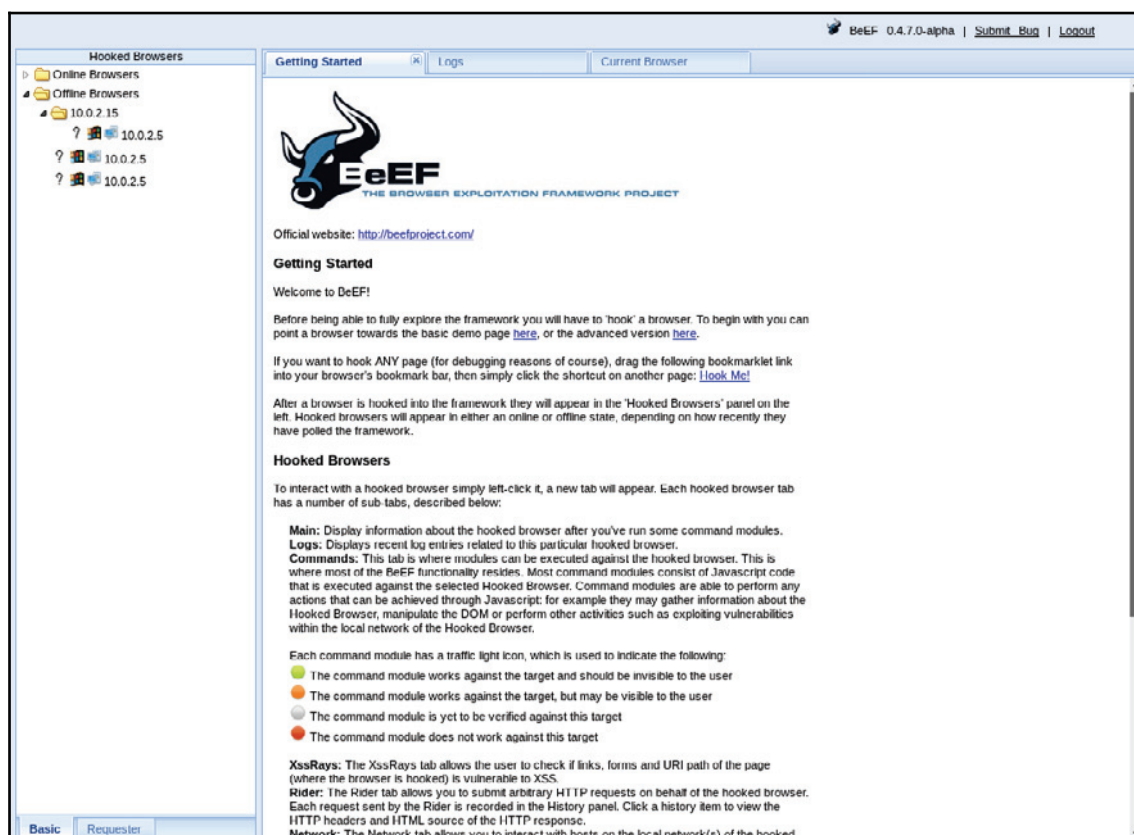 BeEF 0.4.7.0-alpha | Submit Bug | Logout
Hooked Browsers
Online Browsers
Offline Browsers
10.0.2.15
? 10.0.2.5
? 10.0.2.5
? 10.0.2.5
Basic Requester
Getting Started Logs Current Browser
BeEF
THE BROWSER EXPLOITATION FRAMEWORK PROJECT
Official website: http://beefproject.com/
Getting Started
Welcome to BeEF!
Before being able to fully explore the framework you will have to 'hook' a browser. To begin with you can
point a browser towards the basic demo page here, or the advanced version here.
If you want to hook ANY page (for debugging reasons of course), drag the following bookmarklet link
into your browser's bookmark bar, then simply click the shortcut on another page: Hook Me!
After a browser is hooked into the framework they will appear in the 'Hooked Browsers' panel on the
left. Hooked browsers will appear in either an online or offline state, depending on how recently they
have polled the framework.
Hooked Browsers
To interact with a hooked browser simply left-click it, a new tab will appear. Each hooked browser tab
has a number of sub-tabs, described below:
Main: Display information about the hooked browser after you've run some command modules.
Logs: Displays recent log entries related to this particular hooked browser.
Commands: This tab is where modules can be executed against the hooked browser. This is
where most of the BeEF functionality resides. Most command modules consist of Javascript code
that is executed against the selected Hooked Browser. Command modules are able to perform any
actions that can be achieved through Javascript: for example they may gather information about the
Hooked Browser, manipulate the DOM or perform other activities such as exploiting vulnerabilities
within the local network of the Hooked Browser.
Each command module has a traffic light icon, which is used to indicate the following:
The command module works against the target and should be invisible to the user
The command module works against the target, but may be visible to the user
The command module is yet to be verified against this target
The command module does not work against this target
XssRays: The XssRays tab allows the user to check if links, forms and URI path of the page
(where the browser is hooked) is vulnerable to XSS.
Rider: The Rider tab allows you to submit arbitrary HTTP requests on behalf of the hooked browser.
Each request sent by the Rider is recorded in the History panel. Click a history item to view the
HTTP headers and HTML source of the HTTP response.
Network: The Network tab allows you to interact with hosts on the local network(s) of the hooked